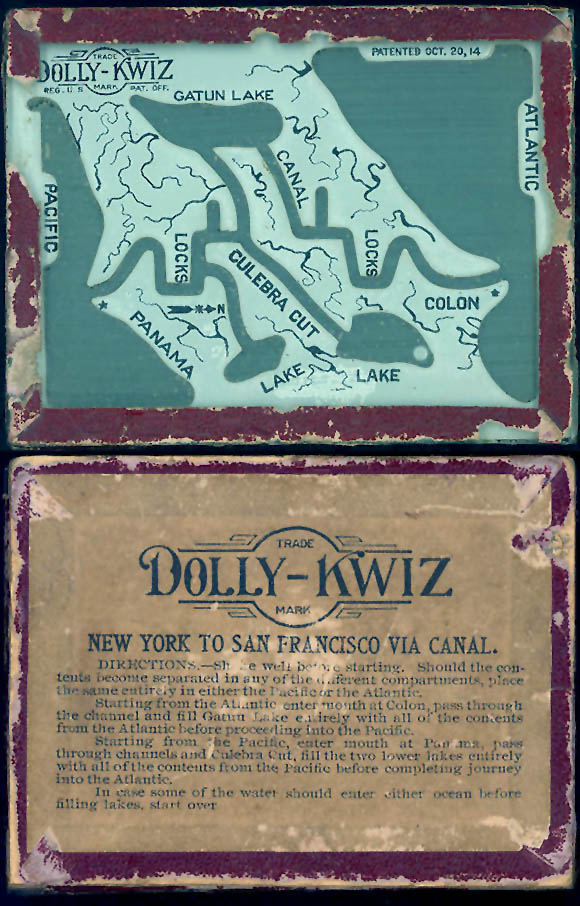 TRADE
DOLLY-KWIZ
REG. U S MARK PAT. OFF.
PATENTED OCT. 20, 14
GATUN LAKE
ATLANTIC
CANAL
PACIFIC
LOCKS
LOCKS
CULEBRA CUT
N
COLON
PANAMA
LAKE
LAKE
TRADE
DOLLY-KWIZ
MARK
NEW YORK TO SAN FRANCISCO VIA CANAL.
DIRECTIONS.—Shake well before starting. Should the con-
tents become separated in any of the different compartments, place
the same entirely in either the Pacific or the Atlantic.
Starting from the Atlantic enter mouth at Colon, pass through
the channel and fill Gatun Lake entirely with all of the contents
from the Atlantic before proceeding into the Pacific.
Starting from the Pacific, enter mouth at Panama, pass
through channels and Culebra Cut, fill the two lower lakes entirely
with all of the contents from the Pacific before completing journey
into the Atlantic.
In case some of the water should enter either ocean before
filling lakes, start over